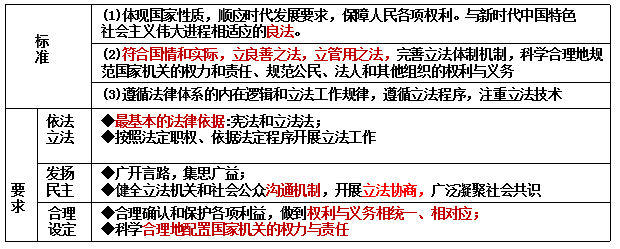 标
准
(1)体现国家性质，顺应时代发展要求，保障人民各项权利。与新时代中国特色
社会主义伟大进程相适应的良法。
(2)符合国情和实际，立良善之法，立管用之法，完善立法体制机制，科学合理地规
范国家机关的权力和责任、规范公民、法人和其他组织的权利与义务
(3)遵循法律体系的内在逻辑和立法工作规律，遵循立法程序，注重立法技术
要
求
依法
立法
◆最基本的法律依据:宪法和立法法；
◆按照法定职权、依据法定程序开展立法工作
发扬
民主
◆广开言路，集思广益；
◆健全立法机关和社会公众沟通机制，开展立法协商，广泛凝聚社会共识
合理
设定
◆合理确认和保护各项利益，做到权利与义务相统一、相对应；
◆科学合理地配置国家机关的权力与责任